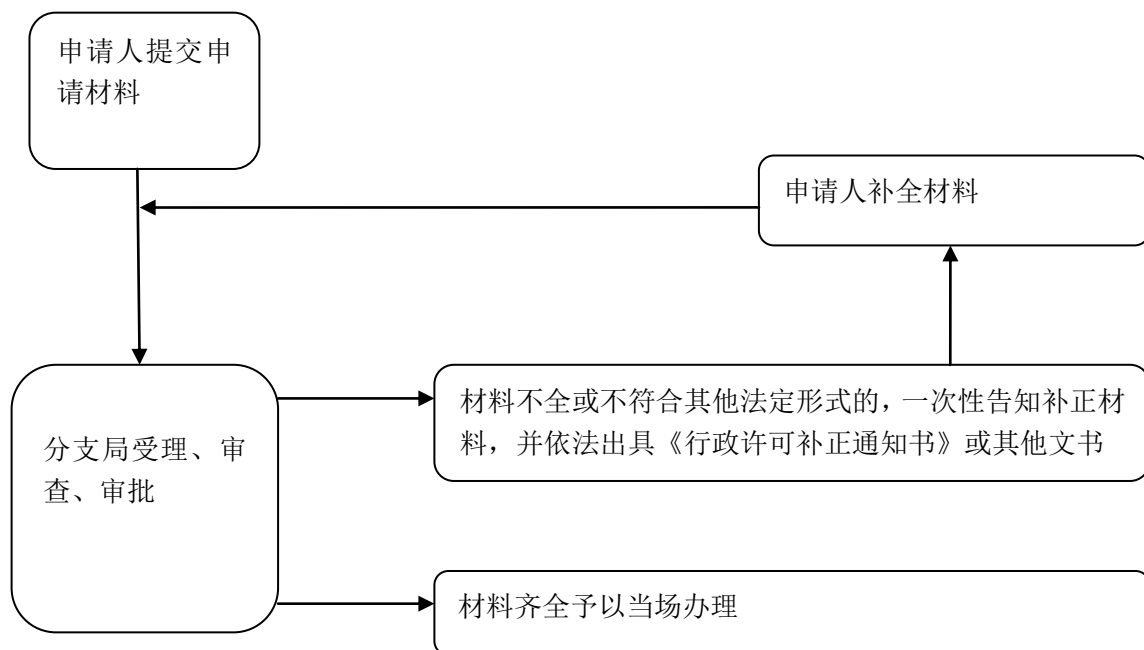 申请人提交申
请材料
申请人补全材料
材料不全或不符合其他法定形式的，一次性告知补正材
料，并依法出具《行政许可补正通知书》或其他文书
分支局受理、审
查、审批
材料齐全予以当场办理